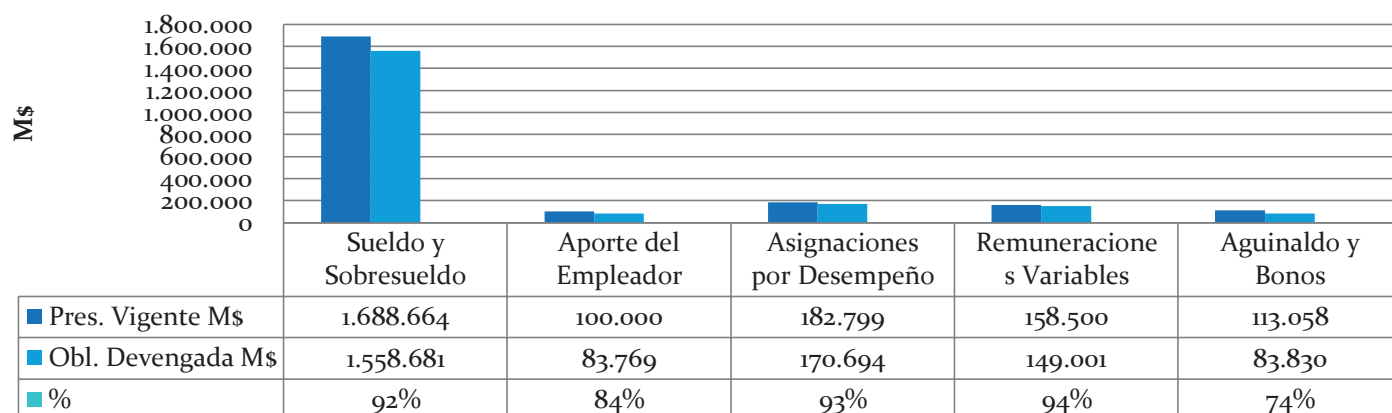 1.800.000
1.600.000
1.400.000
1.200.000
1.000.000
800.000
600.000
400.000
200.000
0
M$
Sueldo y Sobresueldo
Aporte del Empleador
Asignaciones por Desempeño
Remuneracione s Variables
Aguinaldo y Bonos
Pres. Vigente M$ 1.688.664 100.000 182.799 158.500 113.058
Obl. Devengada M$ 1.558.681 83.769 170.694 149.001 83.830
% 92% 84% 93% 94% 74%